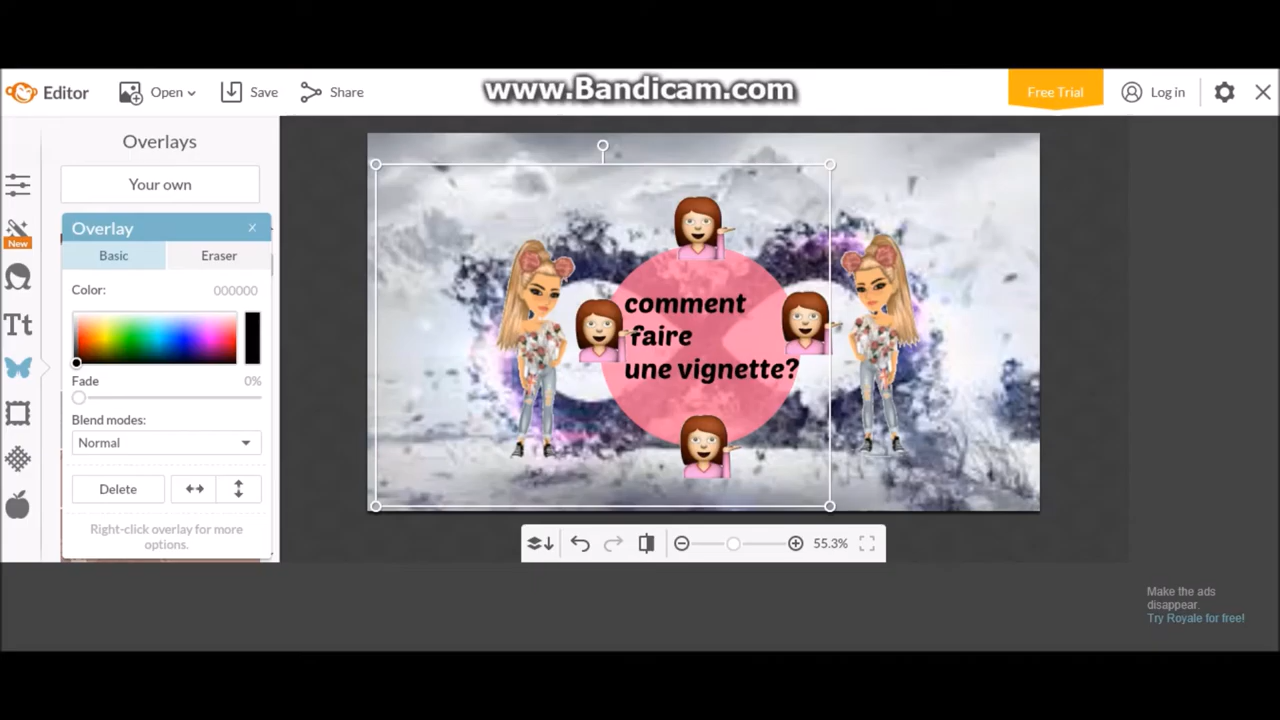 www.Bandicam.com
Editor
Open
Save
Share
Free Trial
Log in
Overlays
Your own
New
Overlay
Basic
Eraser
Color:
000000
Fade
0%
Blend modes:
Normal
Delete
Right-click overlay for more
options.
Tt
comment
faire
une vignette?
55.3%
Make the ads
disappear.
Try Royale for free!